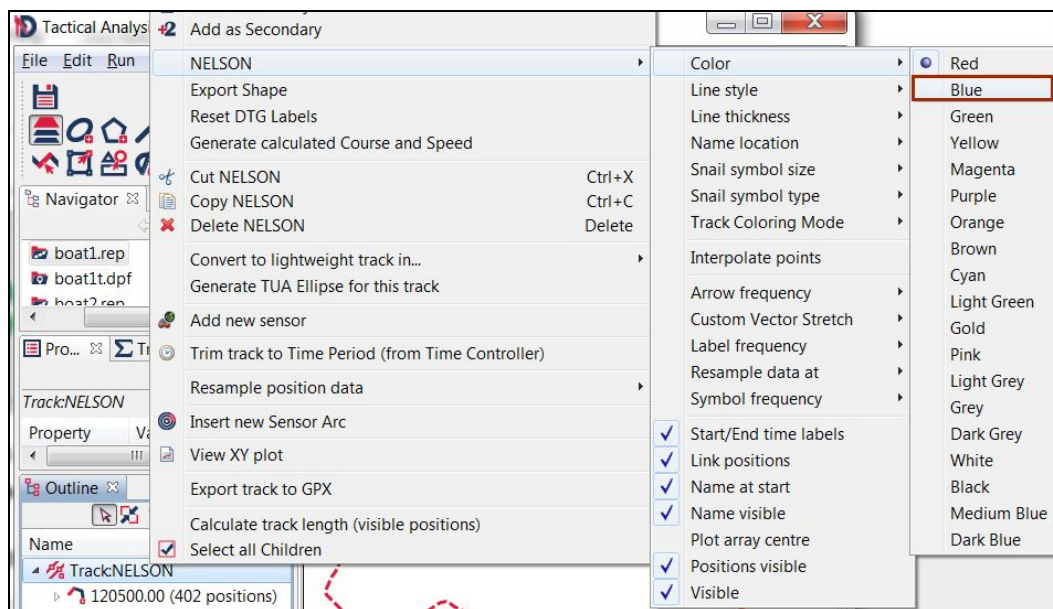 Tactical Analysi
File Edit Run
Navigator
boat1.rep
boat1t.dpf
boat2.rep
Pro...
Track:NELSON
Property
Outline
Name
Track:NELSON
120500.00 (402 positions)
+2 Add as Secondary
NELSON
Export Shape
Reset DTG Labels
Generate calculated Course and Speed
Cut NELSON Ctrl+X
Copy NELSON Ctrl+C
Delete NELSON Delete
Convert to lightweight track in...
Generate TUA Ellipse for this track
Add new sensor
Trim track to Time Period (from Time Controller)
Resample position data
Insert new Sensor Arc
View XY plot
Export track to GPX
Calculate track length (visible positions)
Select all Children
Color
Line style
Line thickness
Name location
Snail symbol size
Snail symbol type
Track Coloring Mode
Interpolate points
Arrow frequency
Custom Vector Stretch
Label frequency
Resample data at
Symbol frequency
Start/End time labels
Link positions
Name at start
Name visible
Plot array centre
Positions visible
Visible
Red
Blue
Green
Yellow
Magenta
Purple
Orange
Brown
Cyan
Light Green
Gold
Pink
Light Grey
Grey
Dark Grey
White
Black
Medium Blue
Dark Blue